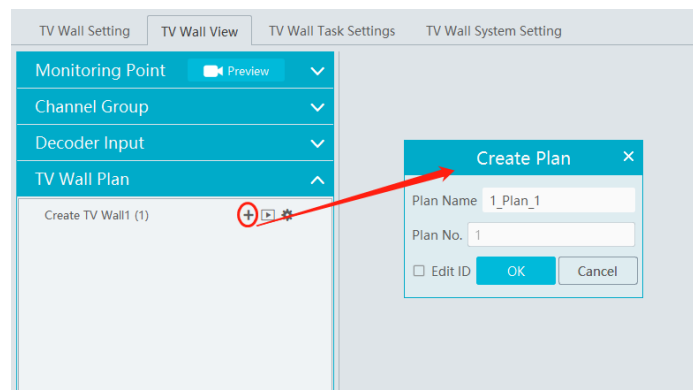 TV Wall Setting TV Wall View TV Wall Task Settings TV Wall System Setting
Monitoring Point Preview
Channel Group
Decoder Input
TV Wall Plan
Create TV Wall1 (1)
Create Plan
Plan Name 1_Plan_1
Plan No. 1
Edit ID OK Cancel